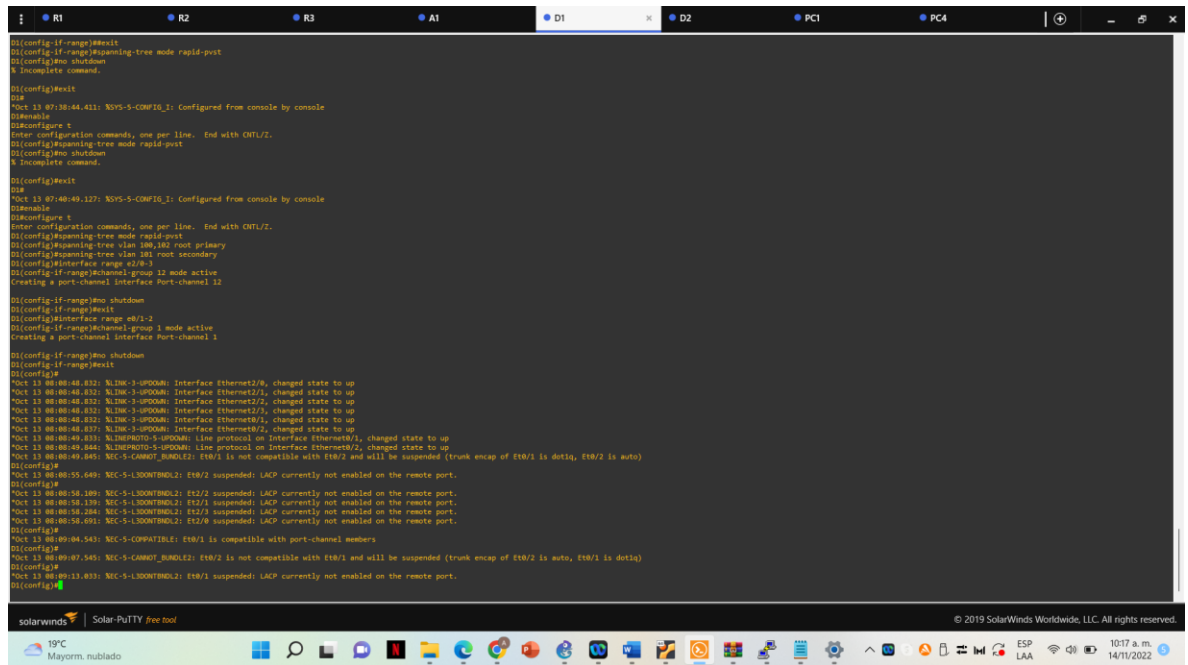 R1 R2 R3 A1 D1 × D2 PC1 PC4
D1(config-if-range)##exit
D1(config-if-range)#spanning-tree mode rapid-pvst
D1(config)#no shutdown
% Incomplete command.
D1(config)#exit
D1#
*Oct 13 07:38:44.411: %SYS-5-CONFIG_I: Configured from console by console
D1#enable
D1#configure t
Enter configuration commands, one per line.  End with CNTL/Z.
D1(config)#spanning-tree mode rapid-pvst
D1(config)#no shutdown
% Incomplete command.
D1(config)#exit
D1#
*Oct 13 07:40:49.127: %SYS-5-CONFIG_I: Configured from console by console
D1#enable
D1#configure t
Enter configuration commands, one per line.  End with CNTL/Z.
D1(config)#spanning-tree mode rapid-pvst
D1(config)#spanning-tree vlan 100,102 root primary
D1(config)#spanning-tree vlan 101 root secondary
D1(config)#interface range e2/0-3
D1(config-if-range)#channel-group 12 mode active
Creating a port-channel interface Port-channel 12
D1(config-if-range)#no shutdown
D1(config-if-range)#exit
D1(config)#interface range e0/1-2
D1(config-if-range)#channel-group 1 mode active
Creating a port-channel interface Port-channel 1
D1(config-if-range)#no shutdown
D1(config-if-range)#exit
D1(config)#
*Oct 13 08:08:48.832: %LINK-3-UPDOWN: Interface Ethernet2/0, changed state to up
*Oct 13 08:08:48.832: %LINK-3-UPDOWN: Interface Ethernet2/1, changed state to up
*Oct 13 08:08:48.832: %LINK-3-UPDOWN: Interface Ethernet2/2, changed state to up
*Oct 13 08:08:48.832: %LINK-3-UPDOWN: Interface Ethernet2/3, changed state to up
*Oct 13 08:08:48.832: %LINK-3-UPDOWN: Interface Ethernet0/1, changed state to up
*Oct 13 08:08:48.837: %LINK-3-UPDOWN: Interface Ethernet0/2, changed state to up
*Oct 13 08:08:49.833: %LINEPROTO-5-UPDOWN: Line protocol on Interface Ethernet0/1, changed state to up
*Oct 13 08:08:49.844: %LINEPROTO-5-UPDOWN: Line protocol on Interface Ethernet0/2, changed state to up
*Oct 13 08:08:49.845: %EC-5-CANNOT_BUNDLE2: Et0/1 is not compatible with Et0/2 and will be suspended (trunk encap of Et0/1 is dot1q, Et0/2 is auto)
D1(config)#
*Oct 13 08:08:55.649: %EC-5-L3DONTBNDL2: Et0/2 suspended: LACP currently not enabled on the remote port.
D1(config)#
*Oct 13 08:08:58.109: %EC-5-L3DONTBNDL2: Et2/2 suspended: LACP currently not enabled on the remote port.
*Oct 13 08:08:58.139: %EC-5-L3DONTBNDL2: Et2/1 suspended: LACP currently not enabled on the remote port.
*Oct 13 08:08:58.284: %EC-5-L3DONTBNDL2: Et2/3 suspended: LACP currently not enabled on the remote port.
*Oct 13 08:08:58.691: %EC-5-L3DONTBNDL2: Et2/0 suspended: LACP currently not enabled on the remote port.
D1(config)#
*Oct 13 08:09:04.543: %EC-5-COMPATIBLE: Et0/1 is compatible with port-channel members
D1(config)#
*Oct 13 08:09:07.545: %EC-5-CANNOT_BUNDLE2: Et0/2 is not compatible with Et0/1 and will be suspended (trunk encap of Et0/2 is auto, Et0/1 is dot1q)
D1(config)#
*Oct 13 08:09:13.033: %EC-5-L3DONTBNDL2: Et0/1 suspended: LACP currently not enabled on the remote port.
D1(config)#
solarwinds | Solar-PuTTY free tool © 2019 SolarWinds Worldwide, LLC. All rights reserved.
19°C
Mayorm. nublado
ESP
LAA
10:17 a. m.
14/11/2022